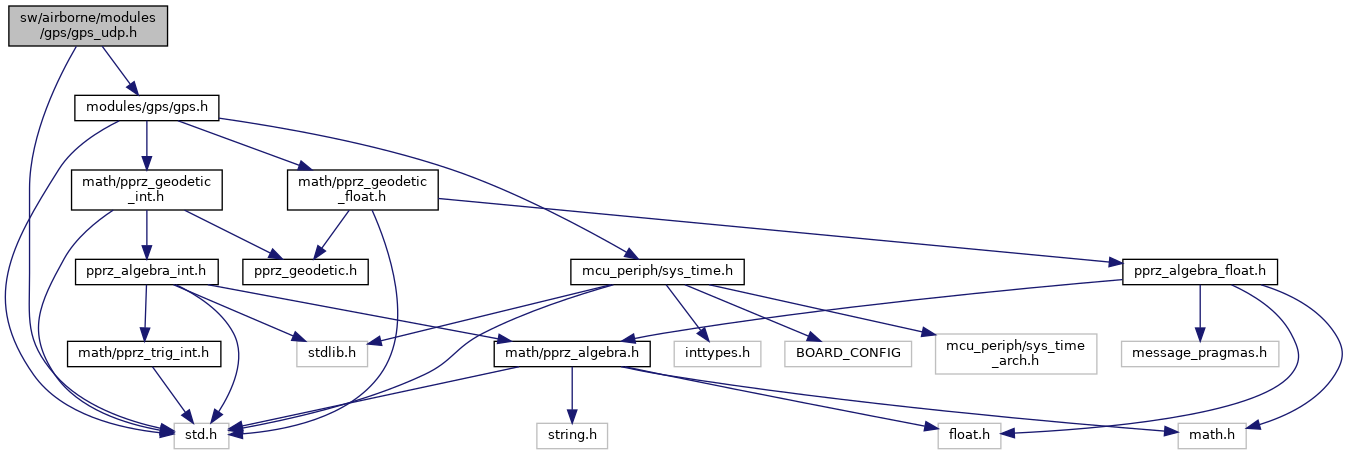 sw/airborne/modules
/gps/gps_udp.h
modules/gps/gps.h
math/pprz_geodetic
_int.h
math/pprz_geodetic
_float.h
pprz_algebra_int.h
pprz_geodetic.h
mcu_periph/sys_time.h
pprz_algebra_float.h
math/pprz_trig_int.h
stdlib.h
math/pprz_algebra.h
inttypes.h
BOARD_CONFIG
mcu_periph/sys_time
_arch.h
message_pragmas.h
std.h
string.h
float.h
math.h